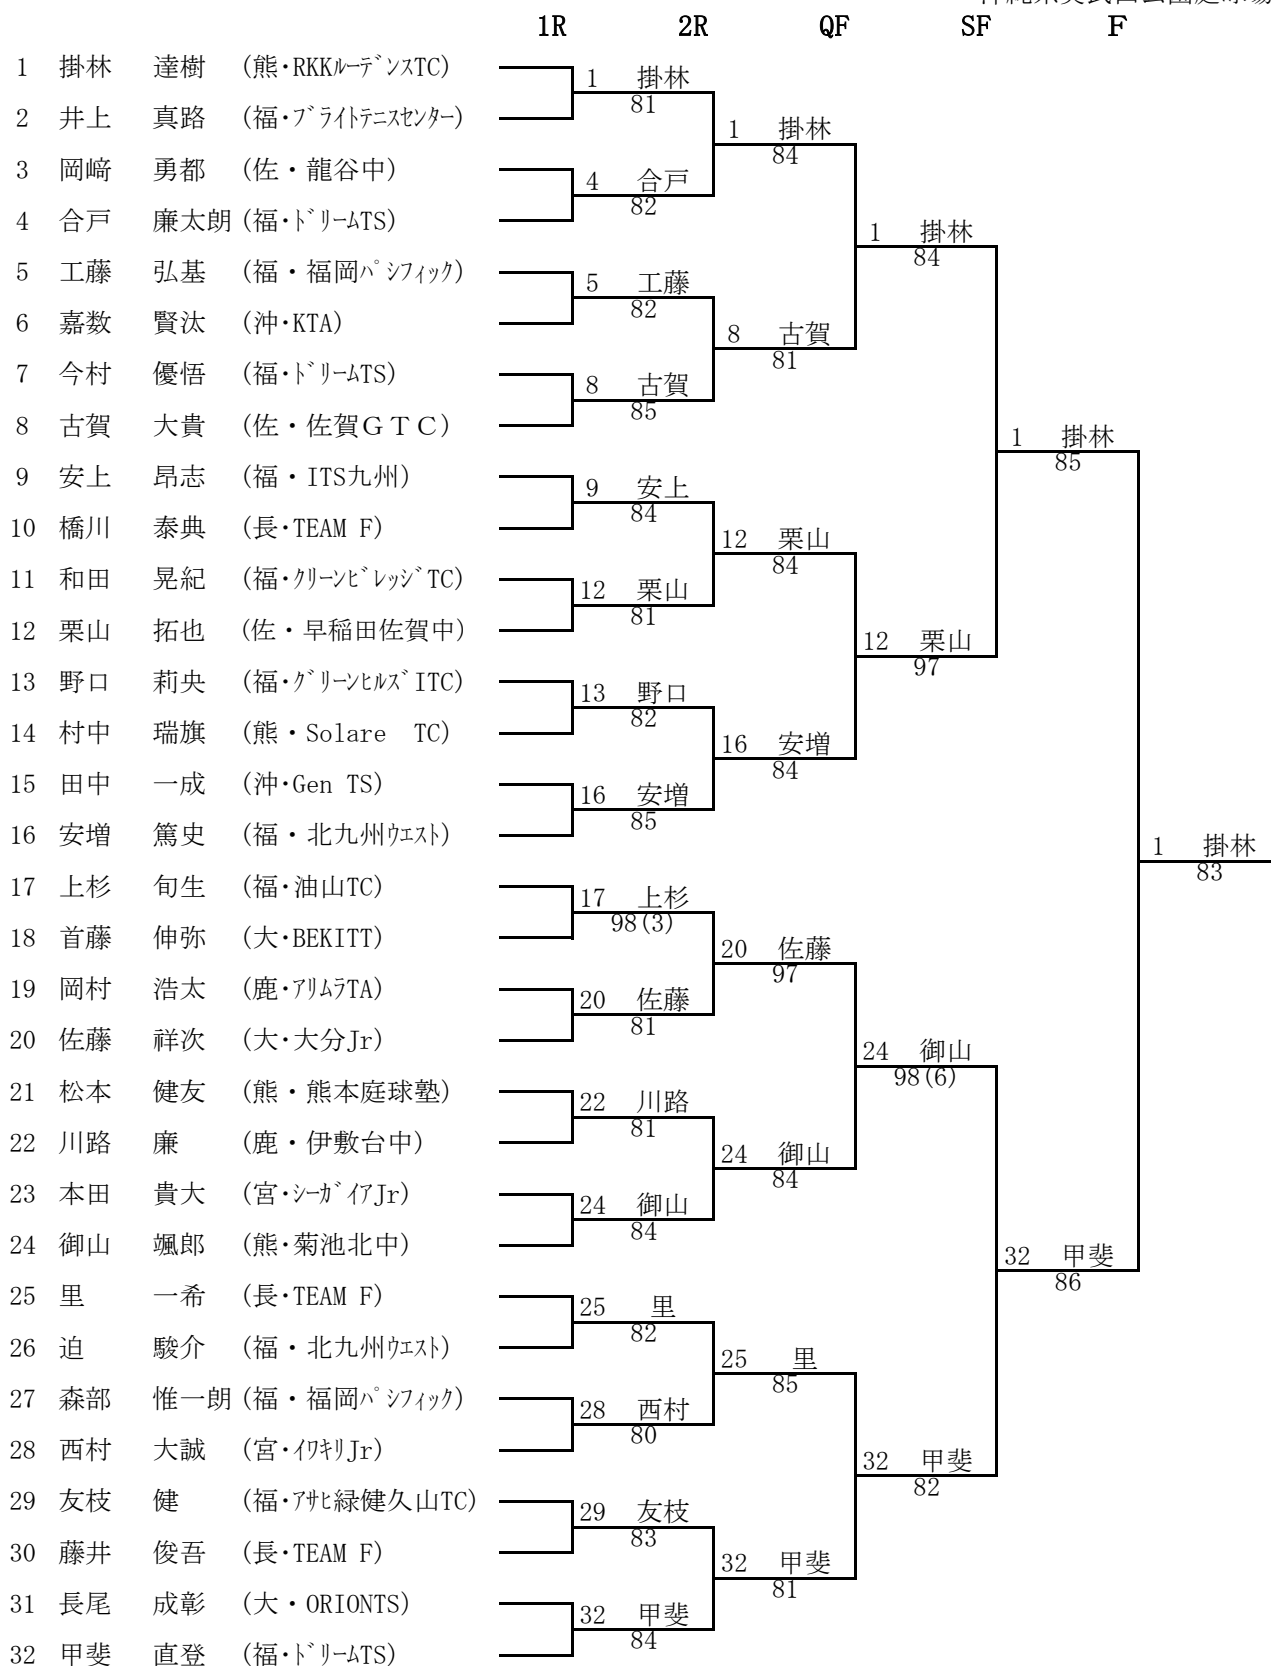 1R 2R QF SF F
1 掛林 達樹 (熊・RKKﾙｰﾃﾞﾝｽTC)
1 掛林
81
2 井上 真路 (福・ﾌﾞﾗｲﾄﾃﾆｽｾﾝﾀｰ)
1 掛林
84
3 岡﨑 勇都 (佐・龍谷中)
4 合戸
82
4 合戸 廉太朗 (福・ﾄﾞﾘｰﾑTS)
1 掛林
84
5 工藤 弘基 (福・福岡ﾊﾟｼﾌｨｯｸ)
5 工藤
82
6 嘉数 賢汰 (沖・KTA)
8 古賀
81
7 今村 優悟 (福・ﾄﾞﾘｰﾑTS)
8 古賀
85
8 古賀 大貴 (佐・佐賀ＧＴＣ)
1 掛林
85
9 安上 昂志 (福・ITS九州)
9 安上
84
10 橋川 泰典 (長・TEAM F)
12 栗山
84
11 和田 晃紀 (福・ｸﾘｰﾝﾋﾞﾚｯｼﾞTC)
12 栗山
81
12 栗山 拓也 (佐・早稲田佐賀中)
12 栗山
97
13 野口 莉央 (福・ｸﾞﾘｰﾝﾋﾙｽﾞITC)
13 野口
82
14 村中 瑞旗 (熊・Solare TC)
16 安増
84
15 田中 一成 (沖・Gen TS)
16 安増
85
16 安増 篤史 (福・北九州ｳｴｽﾄ)
1 掛林
83
17 上杉 旬生 (福・油山TC)
17 上杉
98(3)
18 首藤 伸弥 (大・BEKITT)
20 佐藤
97
19 岡村 浩太 (鹿・ｱﾘﾑﾗTA)
20 佐藤
81
20 佐藤 祥次 (大・大分Jr)
24 御山
98(6)
21 松本 健友 (熊・熊本庭球塾)
22 川路
81
22 川路 廉 (鹿・伊敷台中)
24 御山
84
23 本田 貴大 (宮・ｼｰｶﾞｲｱJr)
24 御山
84
24 御山 颯郎 (熊・菊池北中)
32 甲斐
86
25 里 一希 (長・TEAM F)
25 里
82
26 迫 駿介 (福・北九州ｳｴｽﾄ)
25 里
85
27 森部 惟一朗 (福・福岡ﾊﾟｼﾌｨｯｸ)
28 西村
80
28 西村 大誠 (宮・ｲﾜｷﾘJr)
32 甲斐
82
29 友枝 健 (福・ｱｻﾋ緑健久山TC)
29 友枝
83
30 藤井 俊吾 (長・TEAM F)
32 甲斐
81
31 長尾 成彰 (大・ORIONTS)
32 甲斐
84
32 甲斐 直登 (福・ﾄﾞﾘｰﾑTS)